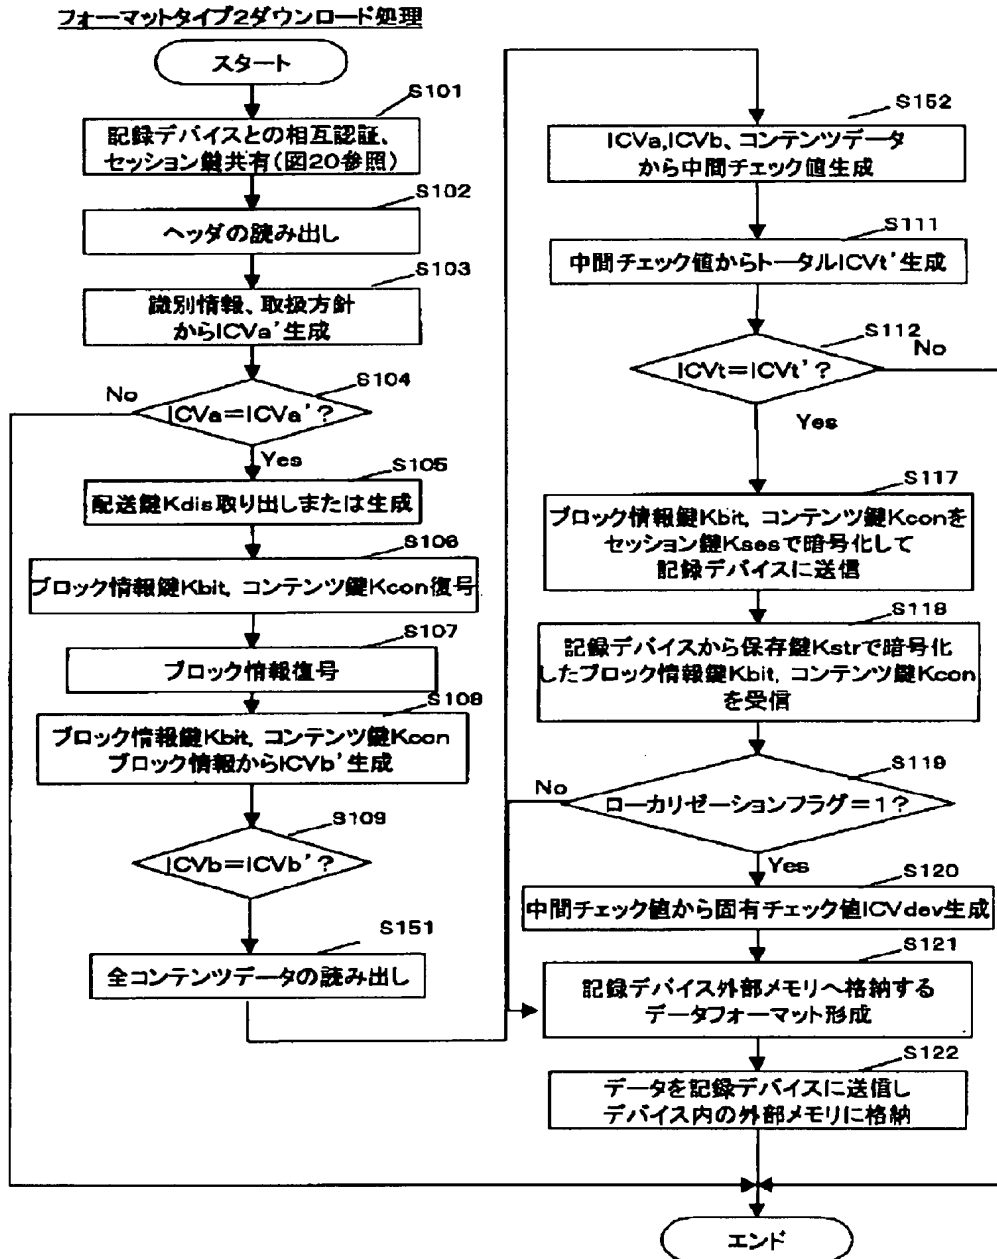 フォーマットタイプ2ダウンロード処理
スタート
S101
記録デバイスとの相互認証、
セッション鍵共有(図20参照)
S102
ヘッダの読み出し
S103
識別情報、取扱方針
からICVa'生成
S104
No
ICVa=ICVa'?
Yes
S105
配送鍵Kdis取り出しまたは生成
S106
ブロック情報鍵Kbit, コンテンツ鍵Kcon復号
S107
ブロック情報復号
S108
ブロック情報鍵Kbit, コンテンツ鍵Kcon
ブロック情報からICVb'生成
S109
ICVb=ICVb'?
S151
全コンテンツデータの読み出し
S152
ICVa,ICVb、コンテンツデータ
から中間チェック値生成
S111
中間チェック値からトータルICVt'生成
S112
No
ICVt=ICVt'?
Yes
S117
ブロック情報鍵Kbit, コンテンツ鍵Kconを
セッション鍵Ksesで暗号化して
記録デバイスに送信
S118
記録デバイスから保存鍵Kstrで暗号化
したブロック情報鍵Kbit, コンテンツ鍵Kcon
を受信
S119
No
ローカリゼーションフラグ=1?
Yes
S120
中間チェック値から固有チェック値ICVdev生成
S121
記録デバイス外部メモリへ格納する
データフォーマット形成
S122
データを記録デバイスに送信し
デバイス内の外部メモリに格納
エンド